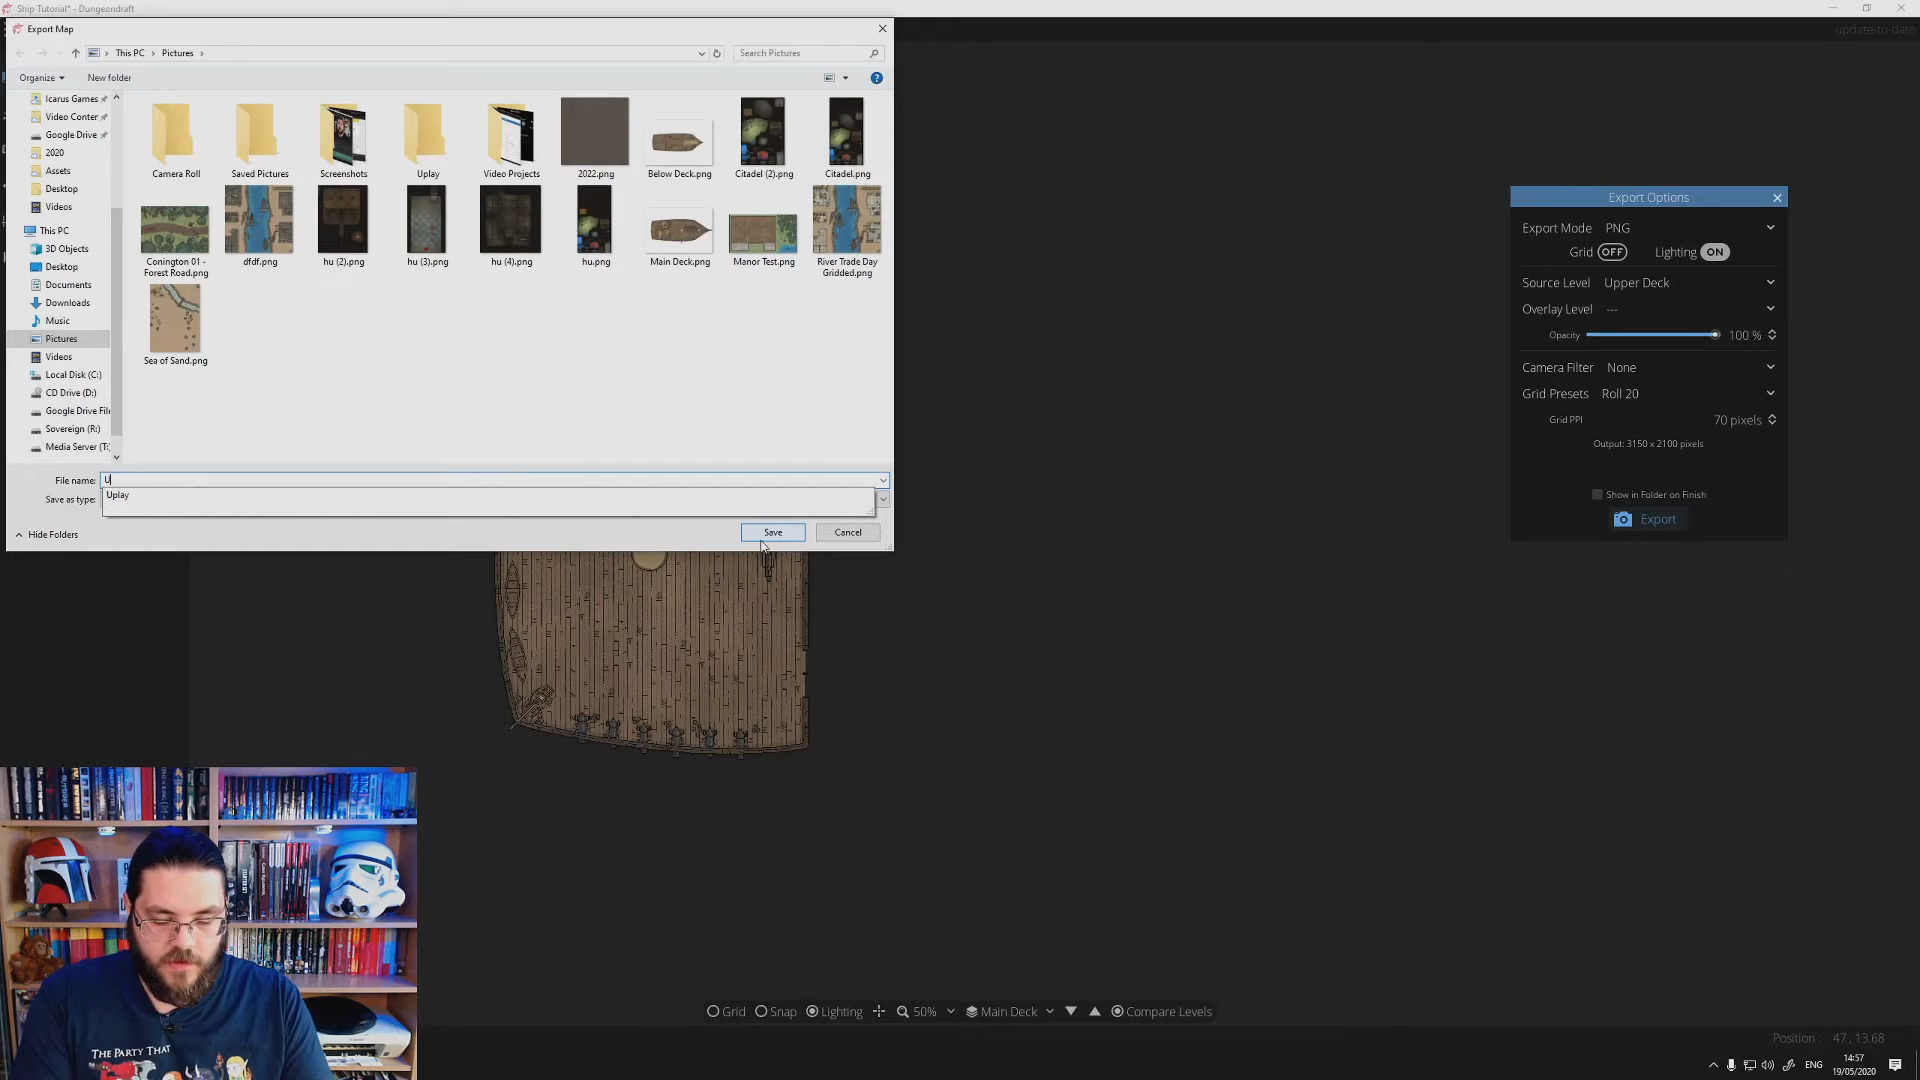 Ship Tutorial* - Dungeondraft
update-to-date
Export Map
This PC
Pictures
Search Pictures
Organize
New folder
Icarus Games
Video Conter
Google Drive
2020
Assets
Desktop
Videos
This PC
3D Objects
Desktop
Documents
Downloads
Music
Pictures
Videos
Local Disk (C:)
CD Drive (D:)
Google Drive File
Sovereign (R:)
Media Server (T:)
Camera Roll
Saved Pictures
Screenshots
Uplay
Video Projects
2022.png
Below Deck.png
Citadel (2).png
Citadel.png
Conington 01 -
Forest Road.png
dfdf.png
hu (2).png
hu (3).png
hu (4).png
hu.png
Main Deck.png
Manor Test.png
River Trade Day
Gridded.png
Sea of Sand.png
File name: U
Uplay
Save as type:
Hide Folders
Save
Cancel
Export Options
Export Mode PNG
Grid OFF Lighting ON
Source Level Upper Deck
Overlay Level ---
Opacity 100 %
Camera Filter None
Grid Presets Roll 20
Grid PPI 70 pixels
Output: 3150 x 2100 pixels
Show in Folder on Finish
Export
THE PARTY THAT
Grid Snap Lighting 50% Main Deck Compare Levels
Position : 47 , 13.68
ENG
14:57
19/05/2020